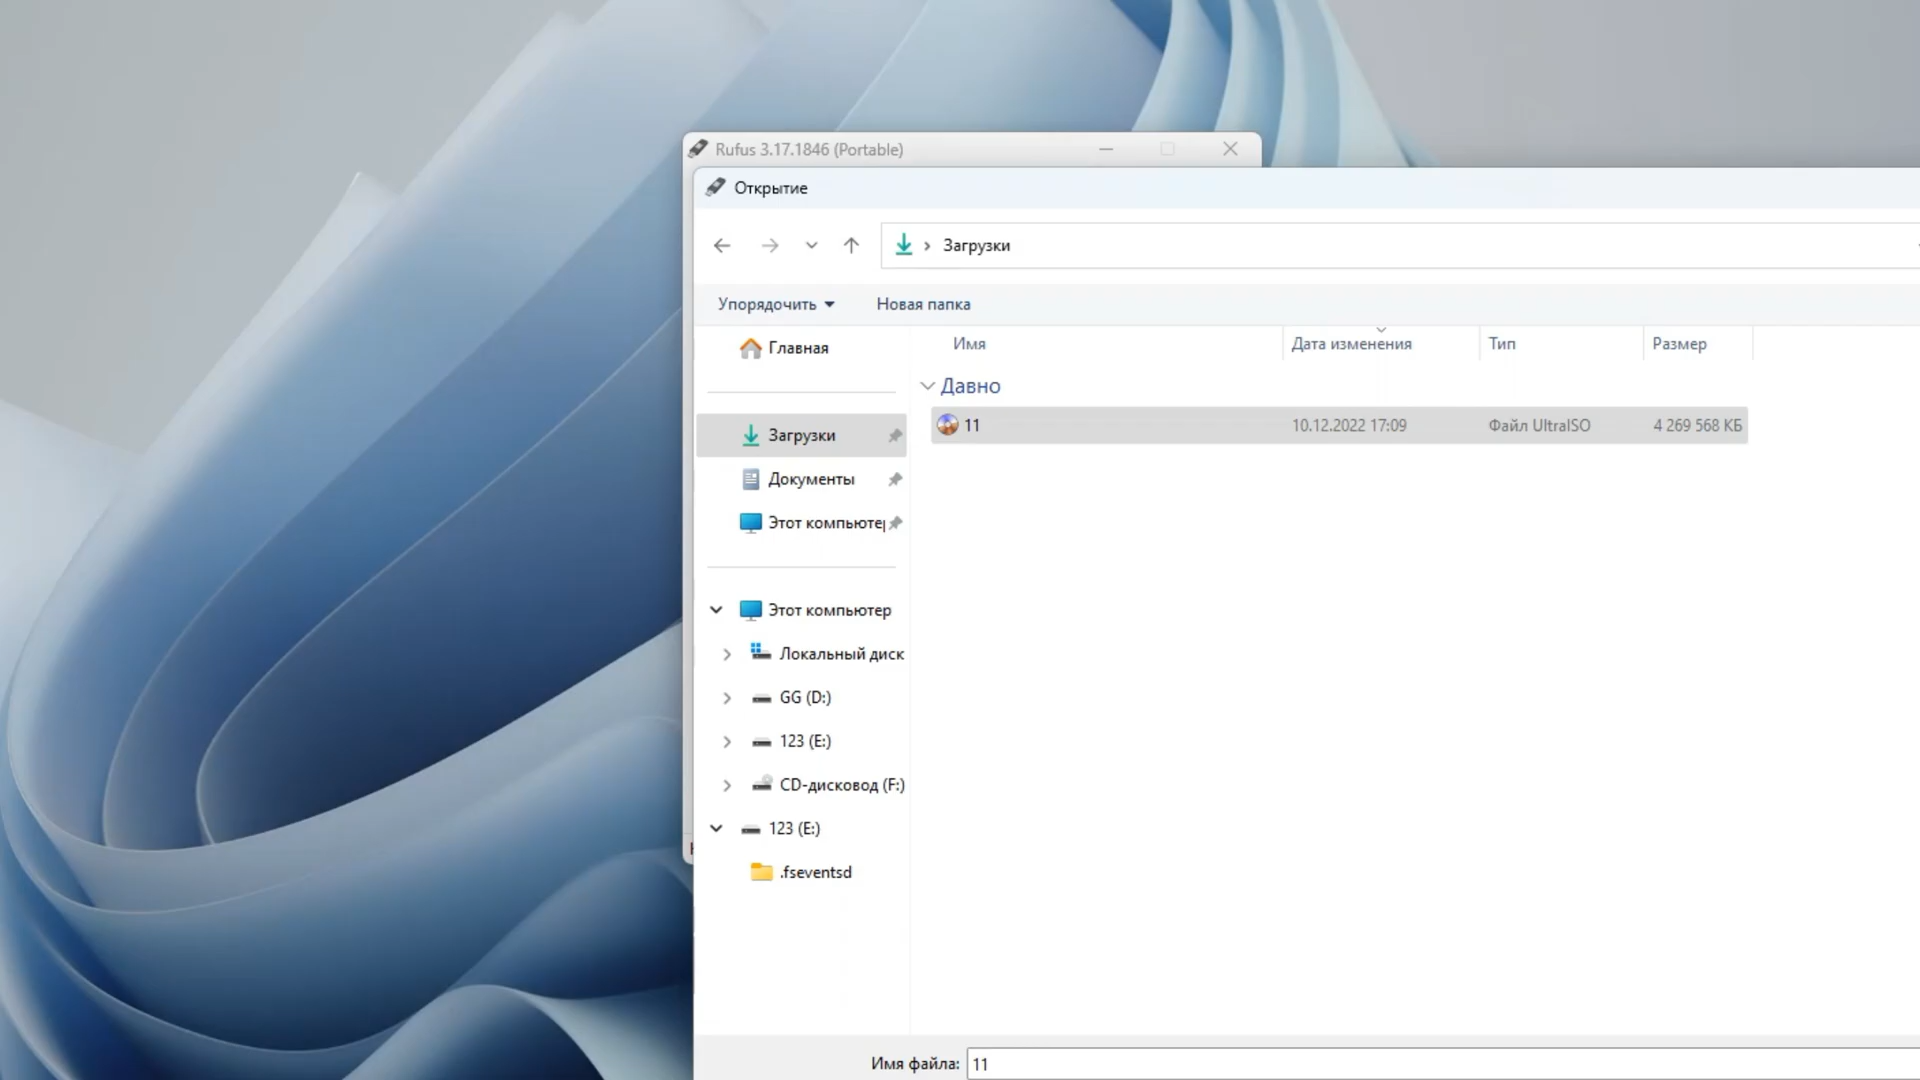 Rufus 3.17.1846 (Portable)
Открытие
Загрузки
Упорядочить
Новая папка
Имя
Дата изменения
Тип
Размер
Главная
Давно
11
10.12.2022 17:09
Файл UltraISO
4 269 568 КБ
Загрузки
Документы
Этот компьютер
Этот компьютер
Локальный диск
GG (D:)
123 (E:)
CD-дисковод (F:)
123 (E:)
.fseventsd
Имя файла:
11